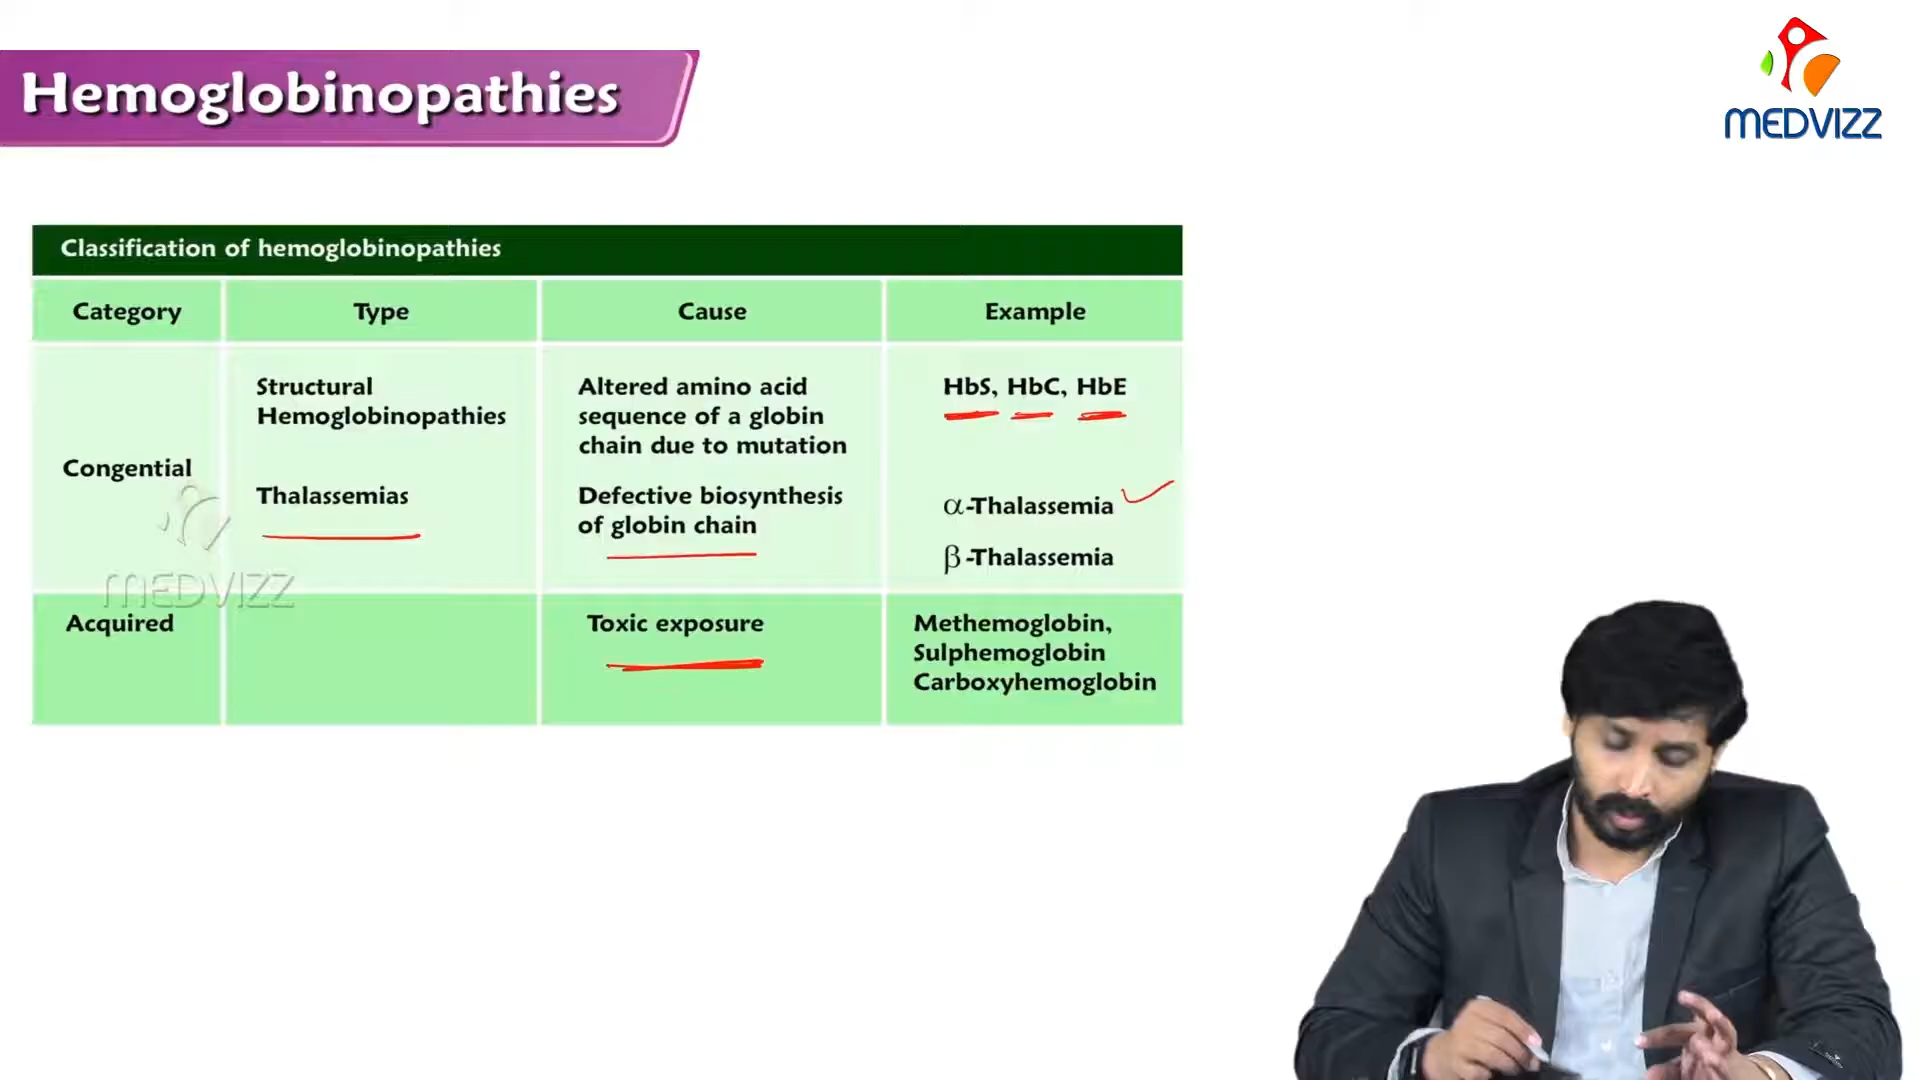 Hemoglobinopathies
MEDVIZZ
Classification of hemoglobinopathies
Category Type Cause Example
Congential
Structural
Hemoglobinopathies
Altered amino acid
sequence of a globin
chain due to mutation
HbS, HbC, HbE
Thalassemias
Defective biosynthesis
of globin chain
α-Thalassemia
β-Thalassemia
MEDVIZZ
Acquired
Toxic exposure
Methemoglobin,
Sulphemoglobin
Carboxyhemoglobin